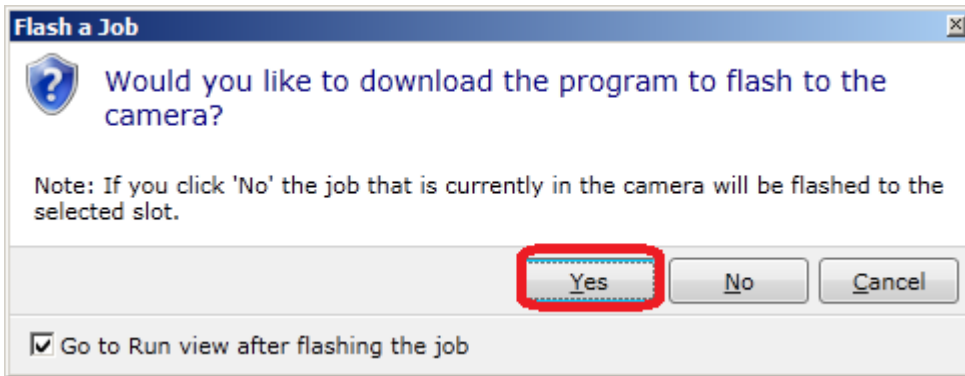 Flash a Job
Would you like to download the program to flash to the
camera?
Note: If you click 'No' the job that is currently in the camera will be flashed to the
selected slot.
Yes
No
Cancel
Go to Run view after flashing the job